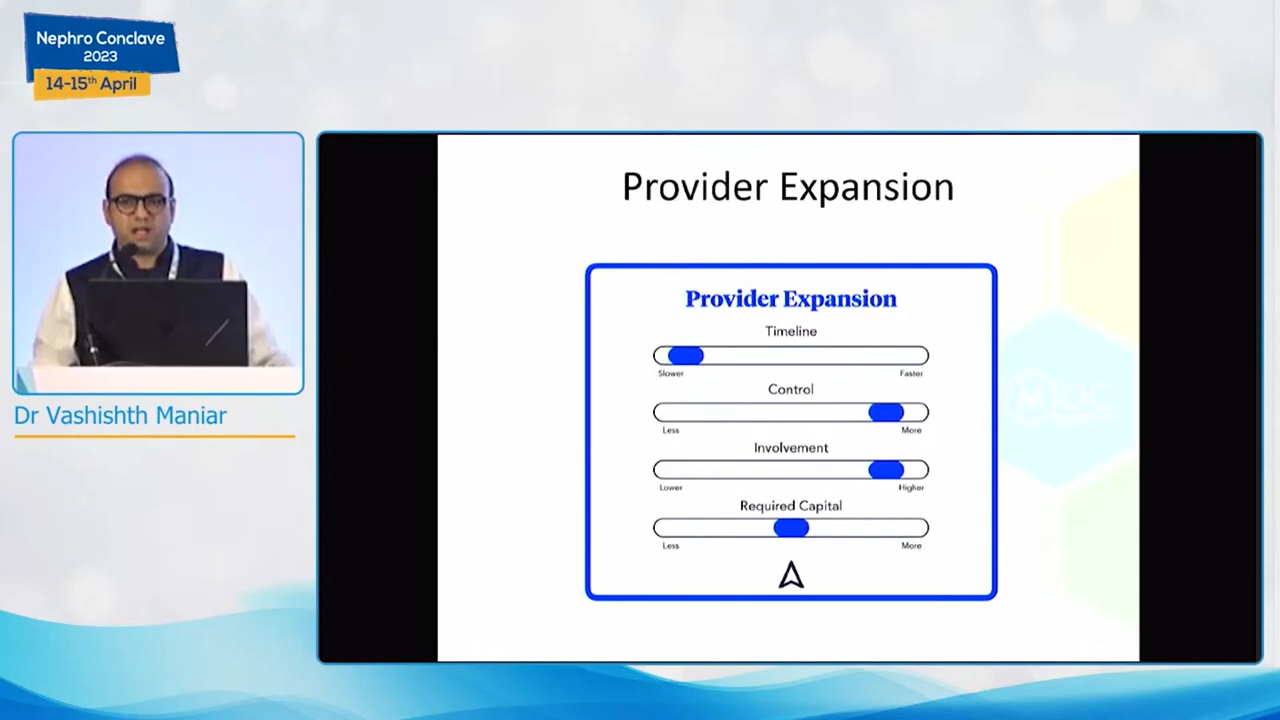 Nephro Conclave
2023
14-15th April
Dr Vashishth Maniar
Provider Expansion
Provider Expansion
Timeline
Slower Faster
Control
Less More
Involvement
Lower Higher
Required Capital
Less More